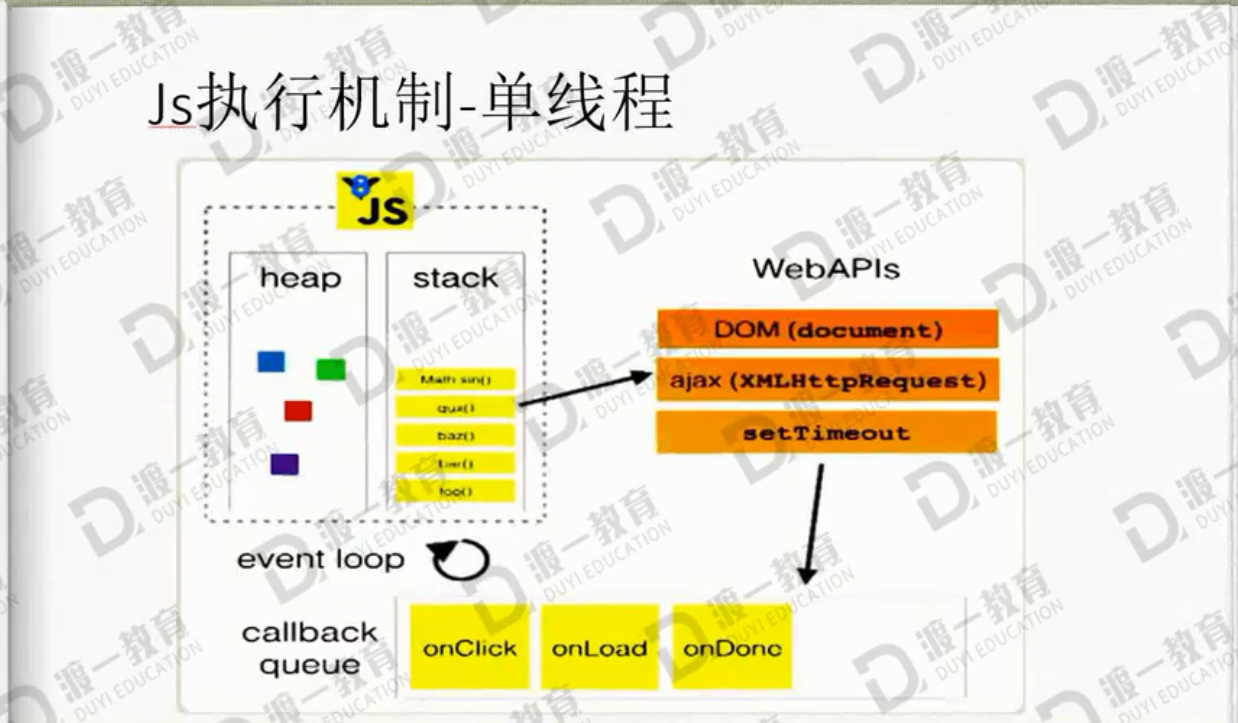 Js执行机制-单线程
JS
heap
stack
WebAPIs
DOM (document)
ajax (XMLHttpRequest)
setTimeout
Math sin()
qux()
baz()
bar()
foo()
event loop
callback
queue
onClick
onLoad
onDone
渡一教育
DUYI EDUCATION